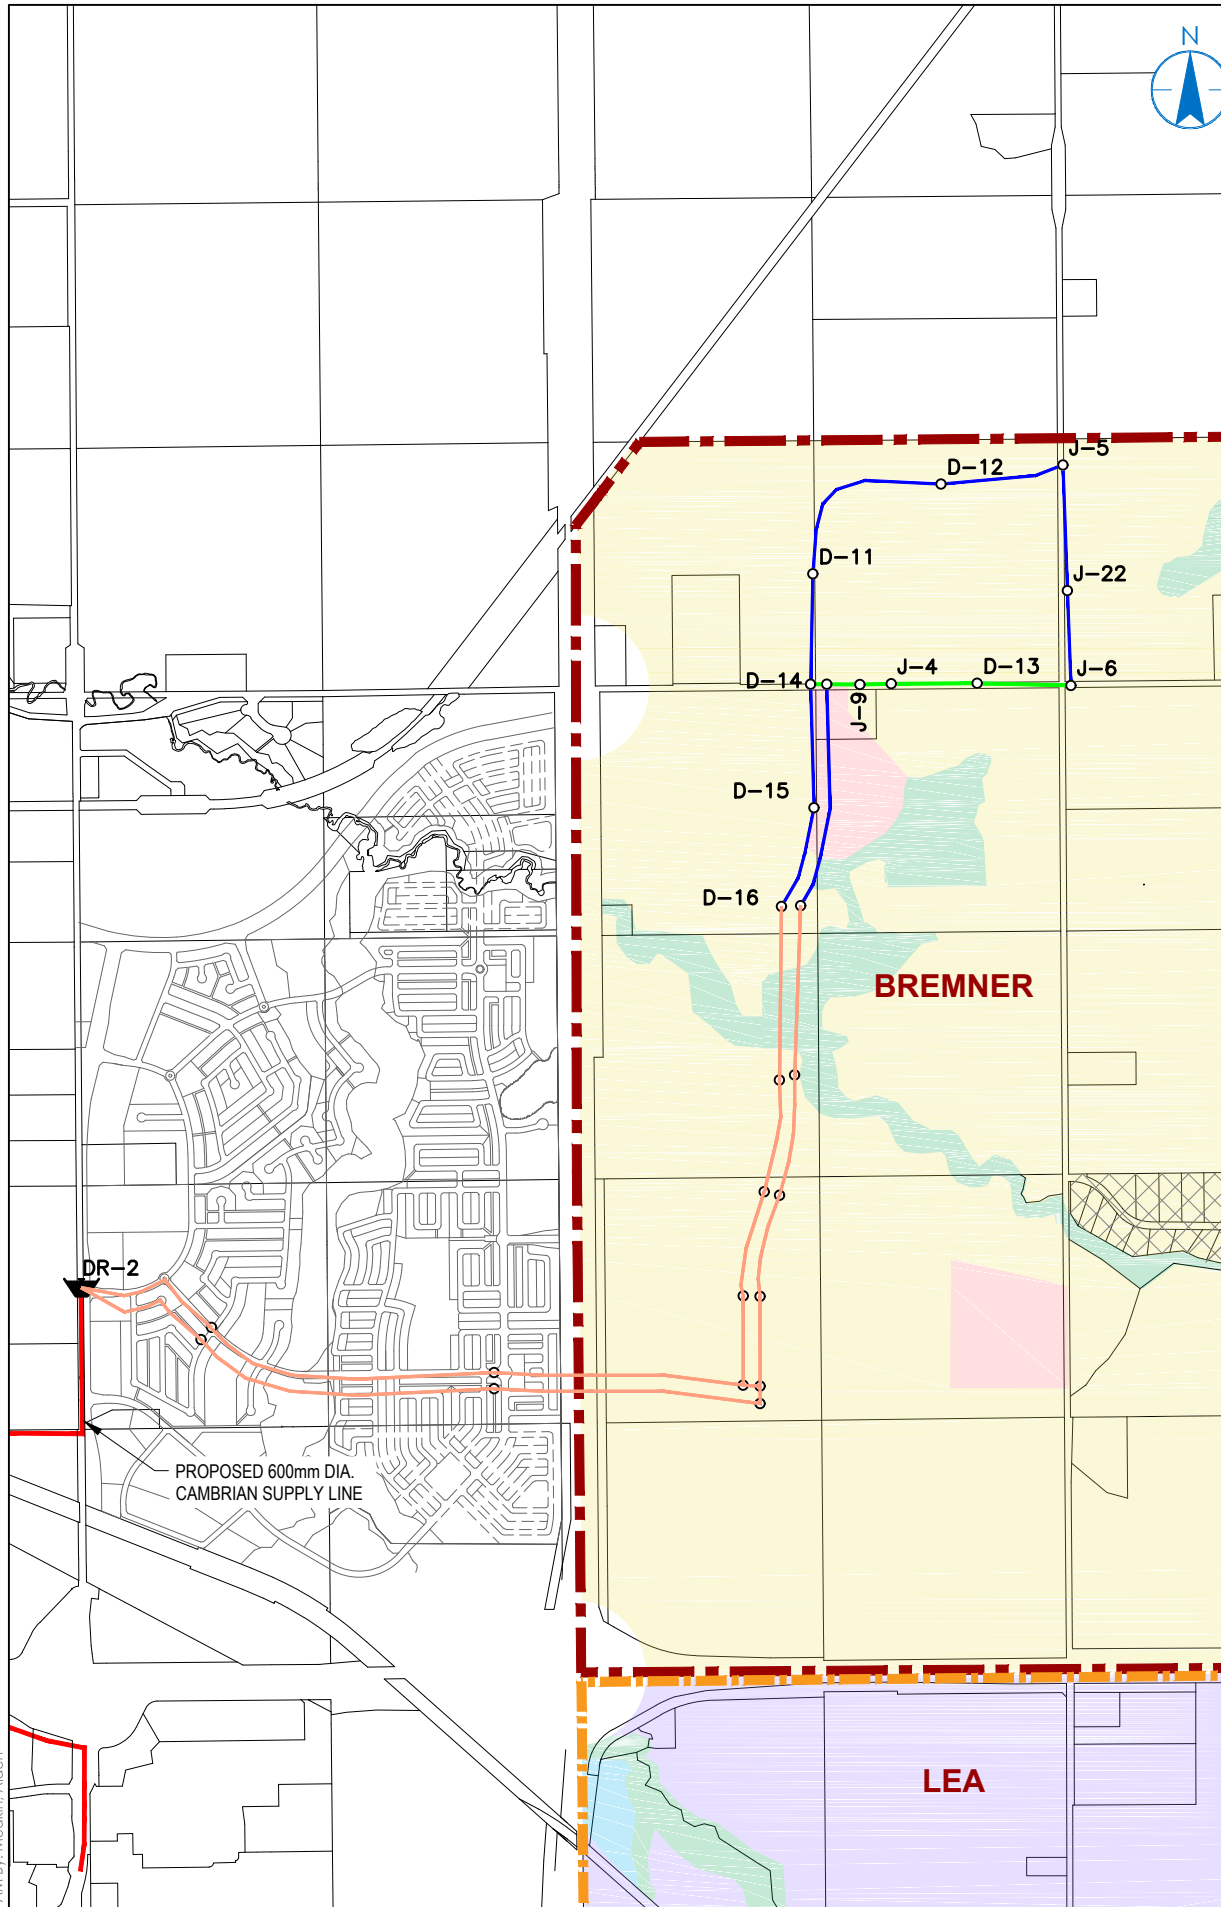 N
J-5
D-12
D-11
J-22
D-14
J-4
D-13
J-6
J-9
D-15
D-16
BREMNER
DR-2
PROPOSED 600mm DIA.
CAMBRIAN SUPPLY LINE
LEA